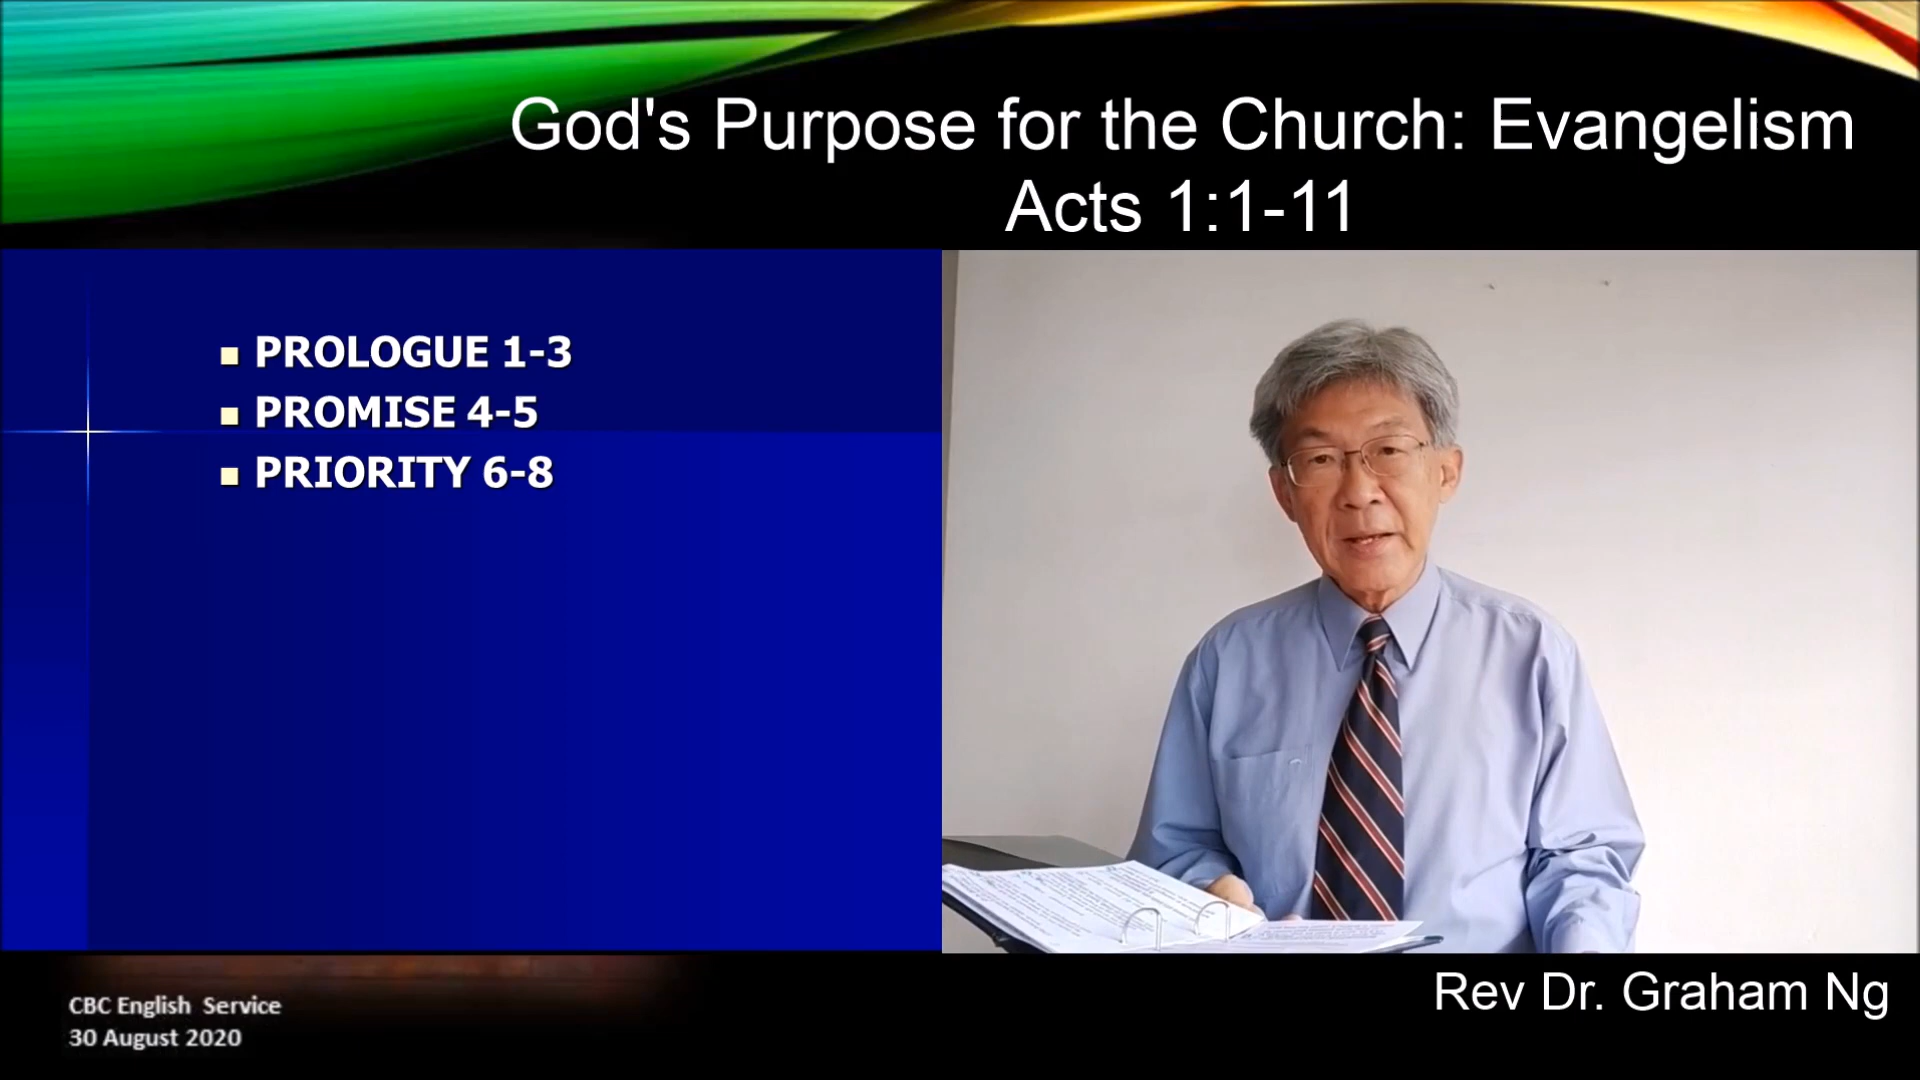 God's Purpose for the Church: Evangelism
Acts 1:1-11
PROLOGUE 1-3
PROMISE 4-5
PRIORITY 6-8
Rev Dr. Graham Ng
CBC English Service
30 August 2020